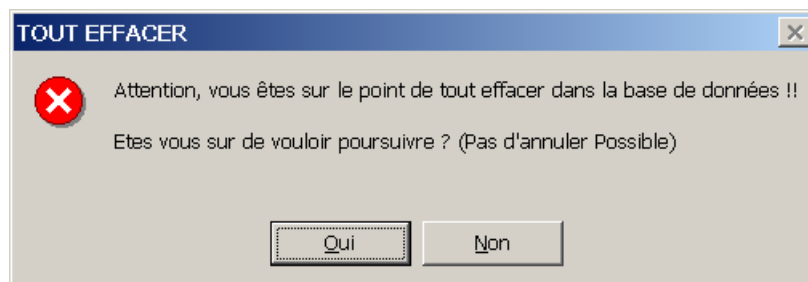 TOUT EFFACER
Attention, vous êtes sur le point de tout effacer dans la base de données !!
Etes vous sur de vouloir poursuivre ? (Pas d'annuler Possible)
Oui
Non